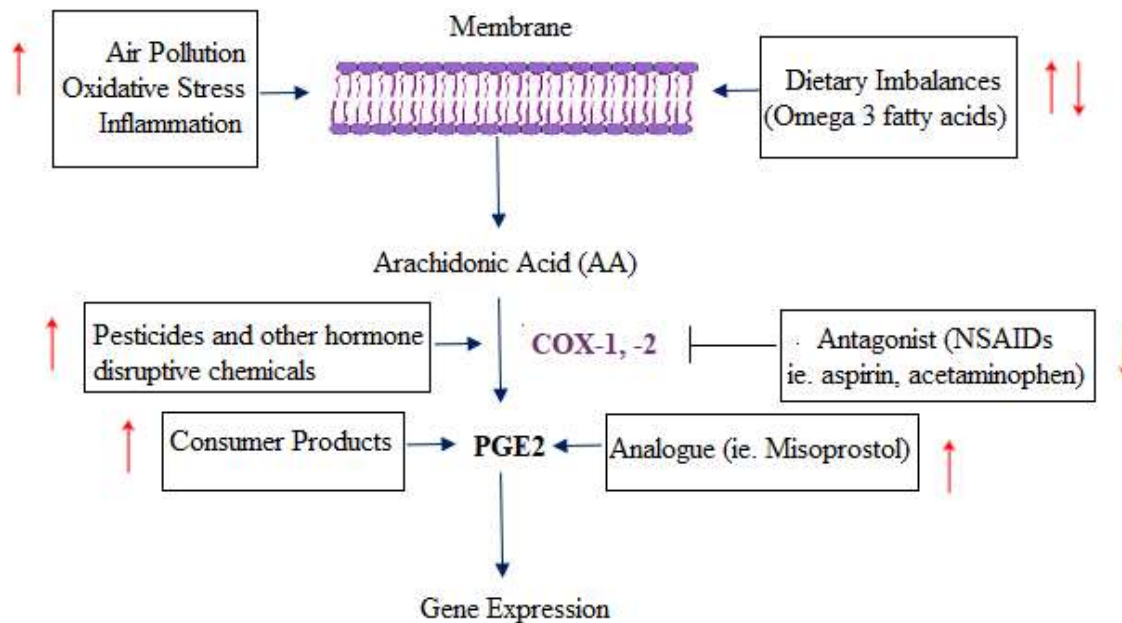 Membrane
Air Pollution
Oxidative Stress
Inflammation
Dietary Imbalances
(Omega 3 fatty acids)
Arachidonic Acid (AA)
Pesticides and other hormone
disruptive chemicals
COX-1, -2
Antagonist (NSAIDs
ie. aspirin, acetaminophen)
Consumer Products
PGE2
Analogue (ie. Misoprostol)
Gene Expression